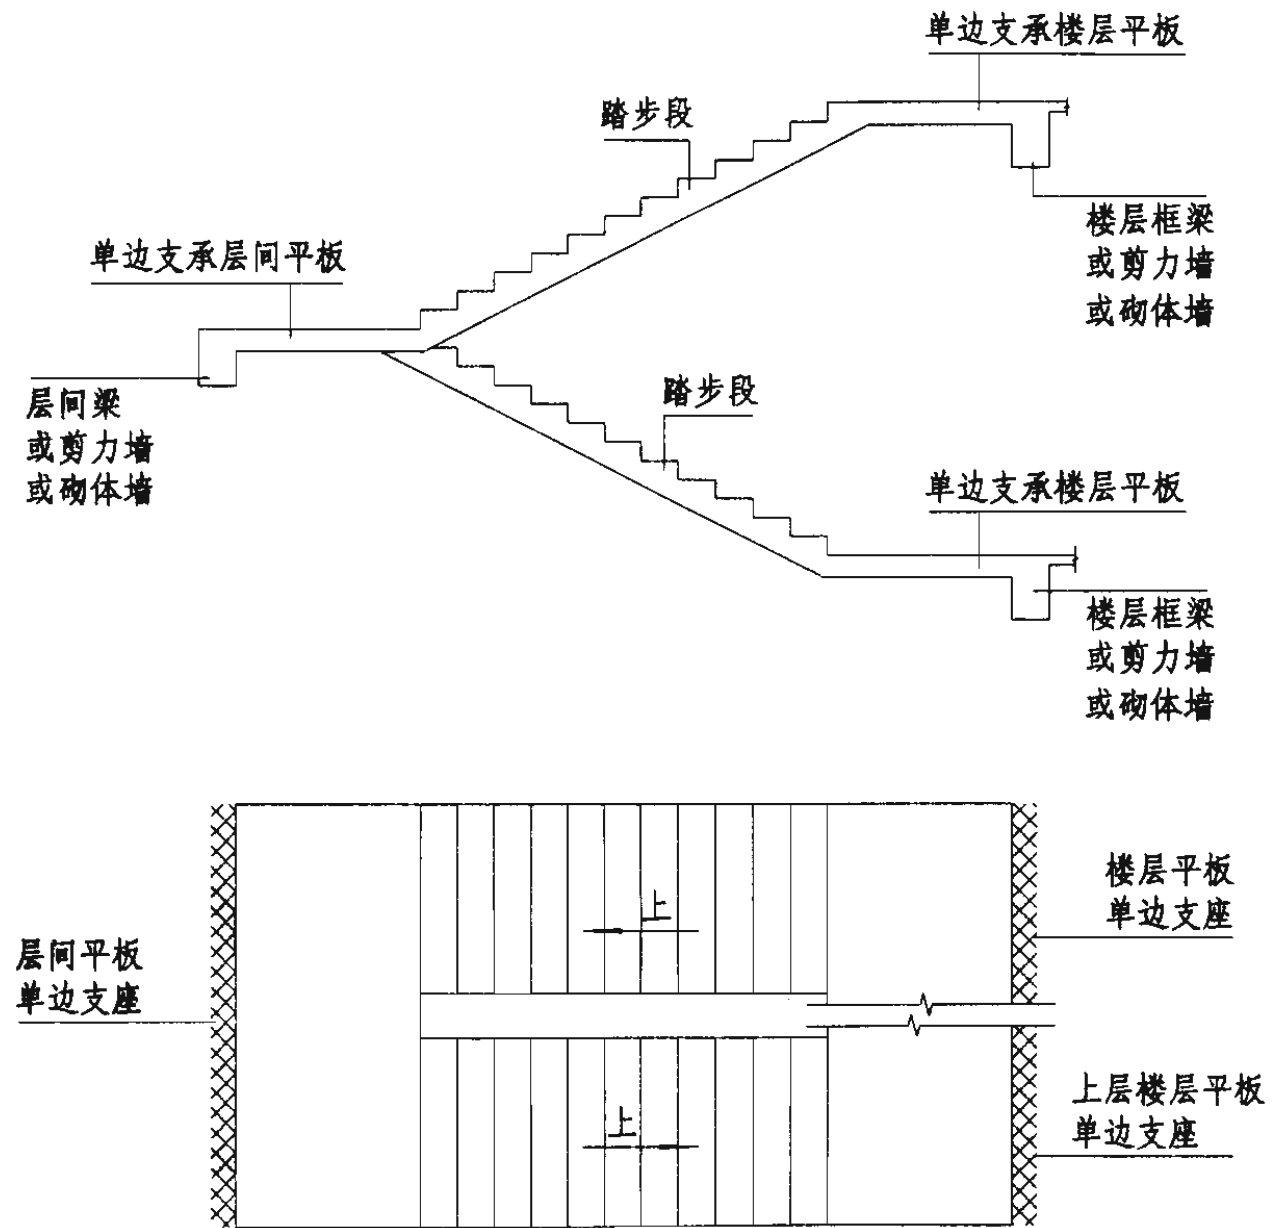 单边支承楼层平板
踏步段
楼层框梁
或剪力墙
或砌体墙
单边支承层间平板
层间梁
或剪力墙
或砌体墙
踏步段
单边支承楼层平板
楼层框梁
或剪力墙
或砌体墙
上
楼层平板
单边支座
层间平板
单边支座
上
上层楼层平板
单边支座